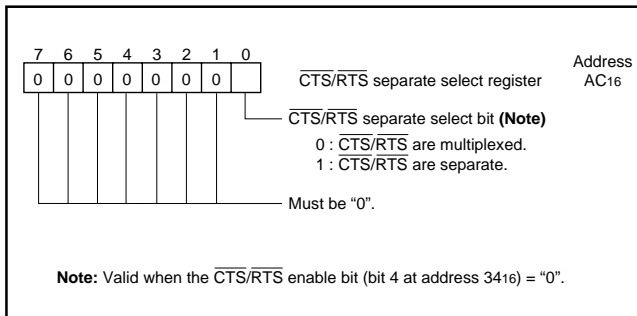 7 6 5 4 3 2 1 0
0 0 0 0 0 0 0
CTS/RTS separate select register
Address
AC16
CTS/RTS separate select bit (Note)
0 : CTS/RTS are multiplexed.
1 : CTS/RTS are separate.
Must be “0”.
Note: Valid when the CTS/RTS enable bit (bit 4 at address 3416) = “0”.